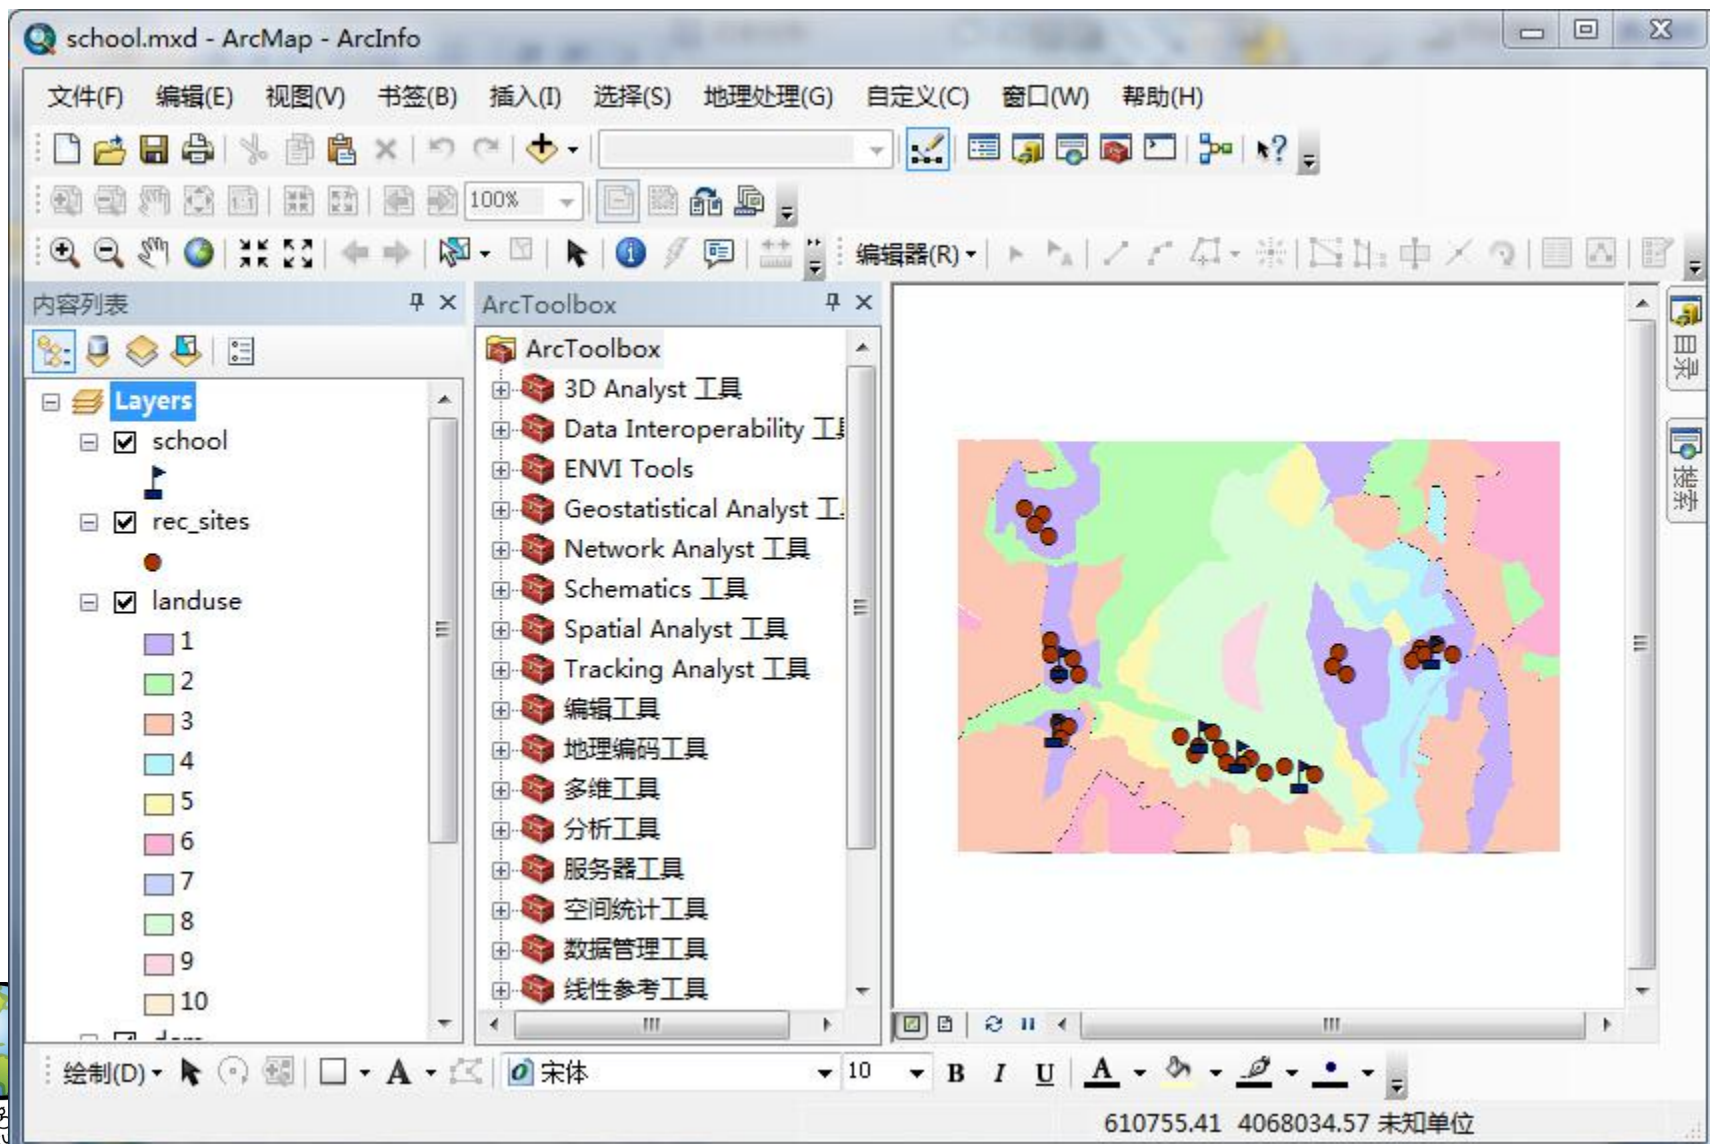 school.mxd - ArcMap - ArcInfo
文件(F) 编辑(E) 视图(V) 书签(B) 插入(I) 选择(S) 地理处理(G) 自定义(C) 窗口(W) 帮助(H)
100%
编辑器(R)
内容列表
Layers
school
rec_sites
landuse
1
2
3
4
5
6
7
8
9
10
ArcToolbox
ArcToolbox
3D Analyst 工具
Data Interoperability 工
ENVI Tools
Geostatistical Analyst 工
Network Analyst 工具
Schematics 工具
Spatial Analyst 工具
Tracking Analyst 工具
编辑工具
地理编码工具
多维工具
分析工具
服务器工具
空间统计工具
数据管理工具
线性参考工具
目录
搜索
绘制(D) A 宋体 10 B I U A
610755.41 4068034.57 未知单位